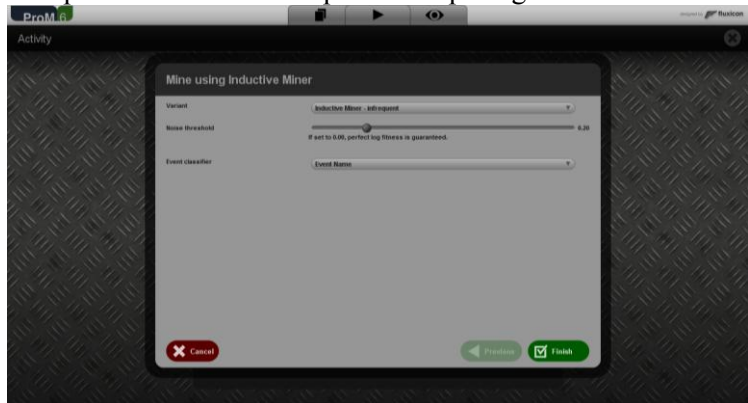 ProM 6
Fluxicon
Activity
Mine using Inductive Miner
Variant
Inductive Miner - infrequent
Noise threshold
0.20
If set to 0.00, perfect log fitness is guaranteed.
Event classifier
Event Name
Cancel
Previous
Finish